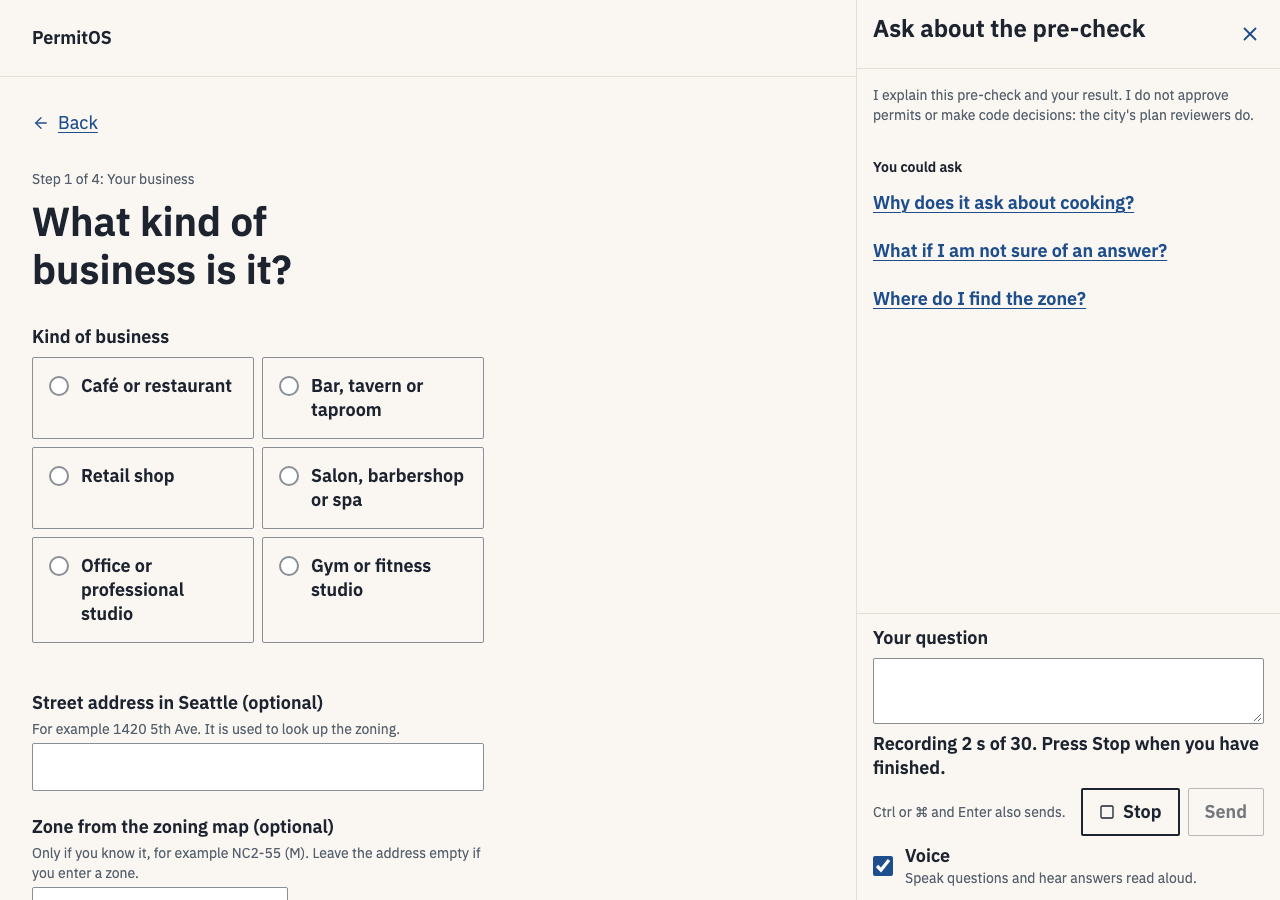 PermitOS
Back
Step 1 of 4: Your business
What kind of
business is it?
Kind of business
Café or restaurant
Bar, tavern or
taproom
Retail shop
Salon, barbershop
or spa
Office or
professional
studio
Gym or fitness
studio
Street address in Seattle (optional)
For example 1420 5th Ave. It is used to look up the zoning.
Zone from the zoning map (optional)
Only if you know it, for example NC2-55 (M). Leave the address empty if
you enter a zone.
Ask about the pre-check
I explain this pre-check and your result. I do not approve
permits or make code decisions: the city's plan reviewers do.
You could ask
Why does it ask about cooking?
What if I am not sure of an answer?
Where do I find the zone?
Your question
Recording 2 s of 30. Press Stop when you have
finished.
Ctrl or ⌘ and Enter also sends.
Stop
Send
Voice
Speak questions and hear answers read aloud.